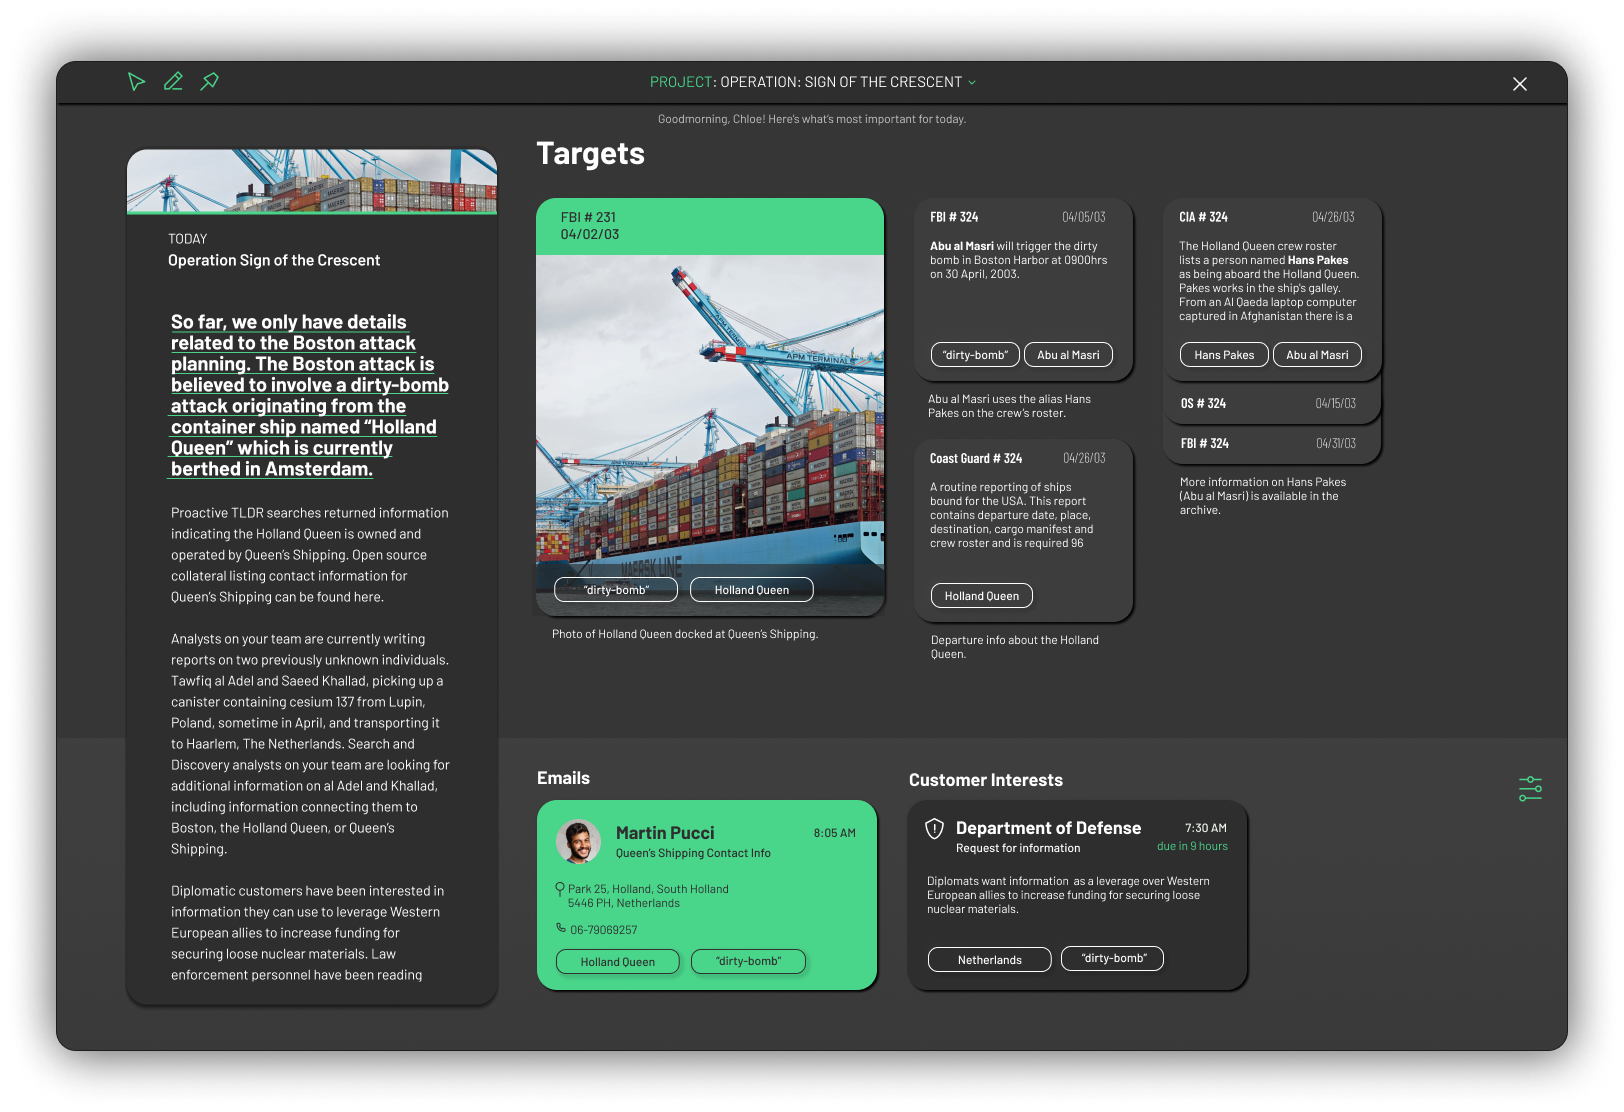 PROJECT: OPERATION: SIGN OF THE CRESCENT
Goodmorning, Chloe! Here's what's most important for today.
TODAY
Operation Sign of the Crescent
So far, we only have details
related to the Boston attack
planning. The Boston attack is
believed to involve a dirty-bomb
attack originating from the
container ship named “Holland
Queen” which is currently
berthed in Amsterdam.
Proactive TLDR searches returned information
indicating the Holland Queen is owned and
operated by Queen's Shipping. Open source
collateral listing contact information for
Queen's Shipping can be found here.
Analysts on your team are currently writing
reports on two previously unknown individuals.
Tawfiq al Adel and Saeed Khallad, picking up a
canister containing cesium 137 from Lupin,
Poland, sometime in April, and transporting it
to Haarlem, The Netherlands. Search and
Discovery analysts on your team are looking for
additional information on al Adel and Khallad,
including information connecting them to
Boston, the Holland Queen, or Queen's
Shipping.
Diplomatic customers have been interested in
information they can use to leverage Western
European allies to increase funding for
securing loose nuclear materials. Law
enforcement personnel have been reading
Targets
FBI # 231
04/02/03
APM TERMINALS
APM TERMINALS
MAERSK LINE
“dirty-bomb”
Holland Queen
Photo of Holland Queen docked at Queen's Shipping.
FBI # 324
04/05/03
Abu al Masri will trigger the dirty
bomb in Boston Harbor at 0900hrs
on 30 April, 2003.
“dirty-bomb”
Abu al Masri
Abu al Masri uses the alias Hans
Pakes on the crew's roster.
Coast Guard # 324
04/26/03
A routine reporting of ships
bound for the USA. This report
contains departure date, place,
destination, cargo manifest and
crew roster and is required 96
Holland Queen
Departure info about the Holland
Queen.
CIA # 324
04/26/03
The Holland Queen crew roster
lists a person named Hans Pakes
as being aboard the Holland Queen.
Pakes works in the ship's galley.
From an Al Qaeda laptop computer
captured in Afghanistan there is a
Hans Pakes
Abu al Masri
OS # 324
04/15/03
FBI # 324
04/31/03
More information on Hans Pakes
(Abu al Masri) is available in the
archive.
Emails
Martin Pucci
8:05 AM
Queen's Shipping Contact Info
Park 25, Holland, South Holland
5446 PH, Netherlands
06-79069257
Holland Queen
“dirty-bomb”
Customer Interests
Department of Defense
7:30 AM
Request for information
due in 9 hours
Diplomats want information as a leverage over Western
European allies to increase funding for securing loose
nuclear materials.
Netherlands
“dirty-bomb”